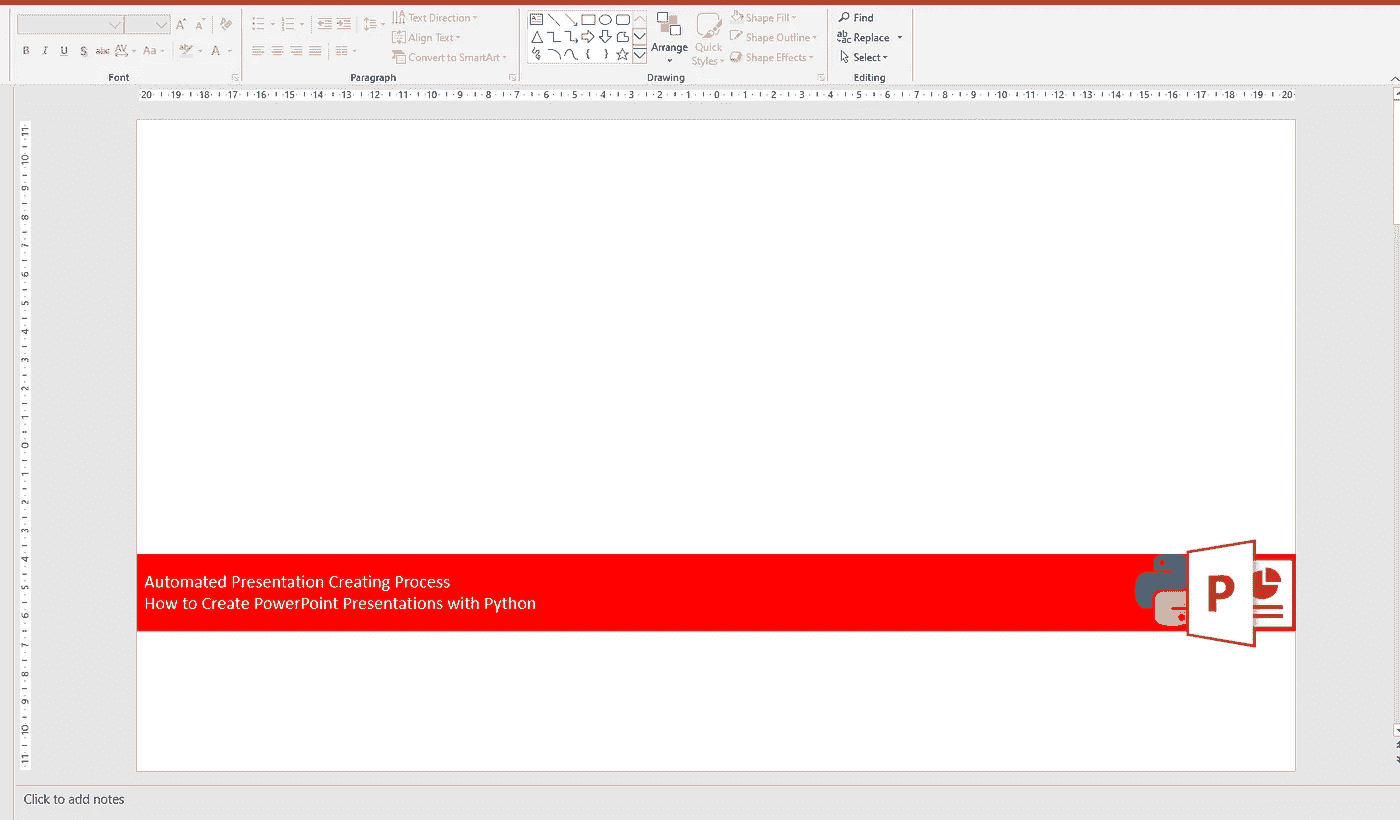 Text Direction
Align Text
Convert to SmartArt
B I U S abc AV Aa A
Font
Paragraph
Arrange
Quick
Styles
Shape Fill
Shape Outline
Shape Effects
Drawing
Find
Replace
Select
Editing
20 19 18 17 16 15 14 13 12 11 10 9 8 7 6 5 4 3 2 1 0 1 2 3 4 5 6 7 8 9 10 11 12 13 14 15 16 17 18 19 20
11 10 9 8 7 6 5 4 3 2 1 0 1 2 3 4 5 6 7 8 9 10 11
Automated Presentation Creating Process
How to Create PowerPoint Presentations with Python
P
Click to add notes